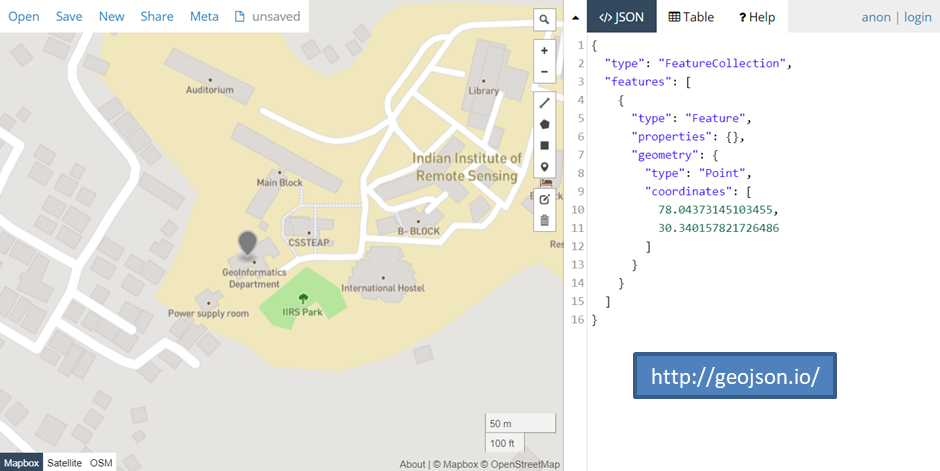 Open Save New Share Meta unsaved
JSON Table ? Help anon | login
Auditorium
Library
Indian Institute of
Remote Sensing
Main Block
CSSTEAP
B- BLOCK
GeoInformatics
Department
International Hostel
IIRS Park
Power supply room
50 m
100 ft
Mapbox Satellite OSM
About | © Mapbox © OpenStreetMap
1 {
2 "type": "FeatureCollection",
3 "features": [
4 {
5 "type": "Feature",
6 "properties": {},
7 "geometry": {
8 "type": "Point",
9 "coordinates": [
10 78.04373145103455,
11 30.340157821726486
12 ]
13 }
14 }
15 ]
16 }
http://geojson.io/